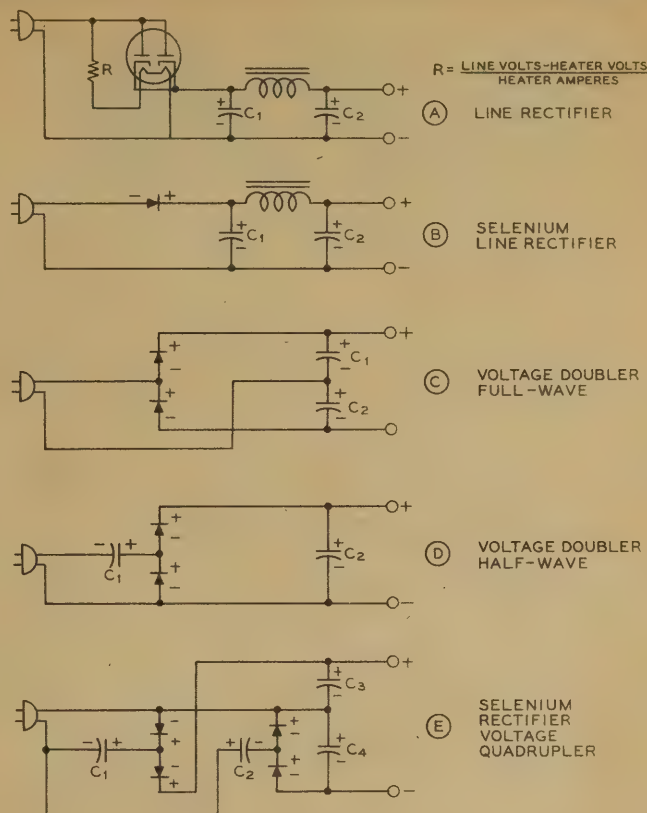 R
+
C1
-
+
C2
-
+
-
R= LINE VOLTS-HEATER VOLTS
HEATER AMPERES
A LINE RECTIFIER
- +
+
C1
-
+
C2
-
+
-
B SELENIUM
LINE RECTIFIER
+
-
+
-
+
C1
-
+
C2
-
+
C VOLTAGE DOUBLER
FULL-WAVE
- +
C1
+
-
+
-
+
C2
-
+
-
D VOLTAGE DOUBLER
HALF-WAVE
- +
C1
-
+
-
+
+ -
C2
+
-
+
-
+
C3
-
+
C4
-
+
-
E SELENIUM
RECTIFIER
VOLTAGE
QUADRUPLER